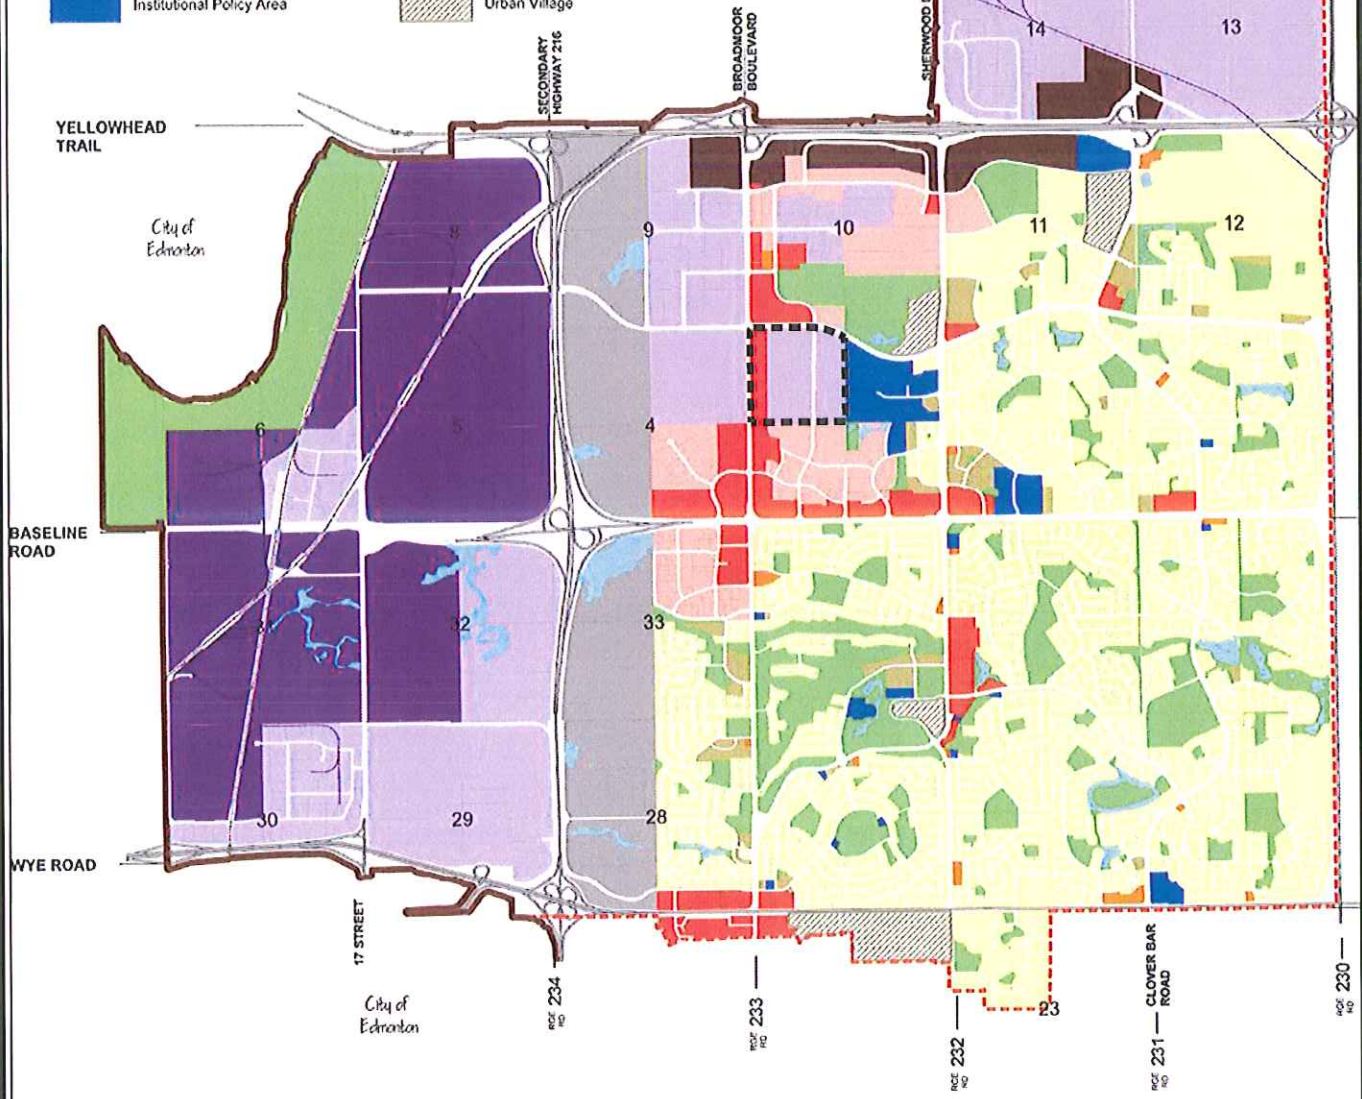 Institutional Policy Area
Urban Village
SECONDARY
HIGHWAY 216
BROADMOOR
BOULEVARD
14
13
YELLOWHEAD
TRAIL
City of
Edmonton
8
9
10
11
12
6
5
4
BASELINE
ROAD
32
33
30
29
28
WYE ROAD
17 STREET
City of
Edmonton
RGE RD 234
RGE RD 233
RGE RD 232
23
CLOVER BAR
ROAD
RGE RD 231
RGE RD 230